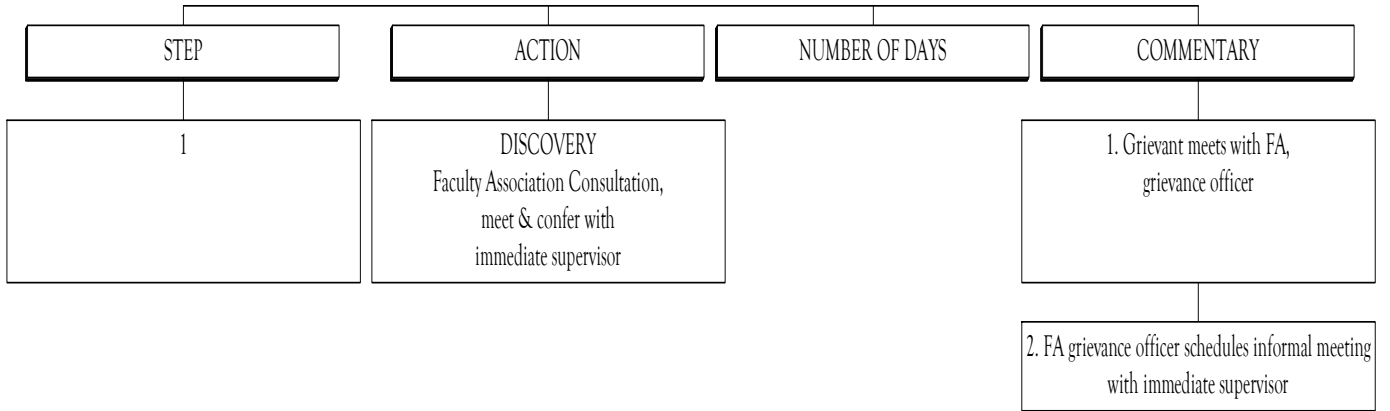 STEP
ACTION
NUMBER OF DAYS
COMMENTARY
1
DISCOVERY
Faculty Association Consultation,
meet & confer with
immediate supervisor
1. Grievant meets with FA,
grievance officer
2. FA grievance officer schedules informal meeting
with immediate supervisor